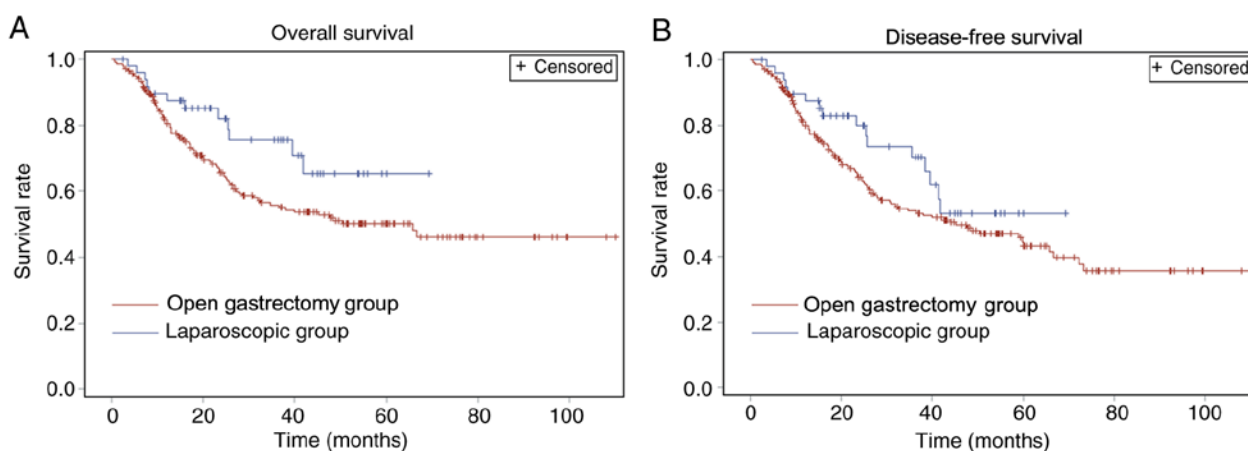 A
Overall survival
+ Censored
1.0
0.8
0.6
0.4
0.2
0.0
Survival rate
Open gastrectomy group
Laparoscopic group
0 20 40 60 80 100
Time (months)
B
Disease-free survival
+ Censored
1.0
0.8
0.6
0.4
0.2
0.0
Survival rate
Open gastrectomy group
Laparoscopic group
0 20 40 60 80 100
Time (months)